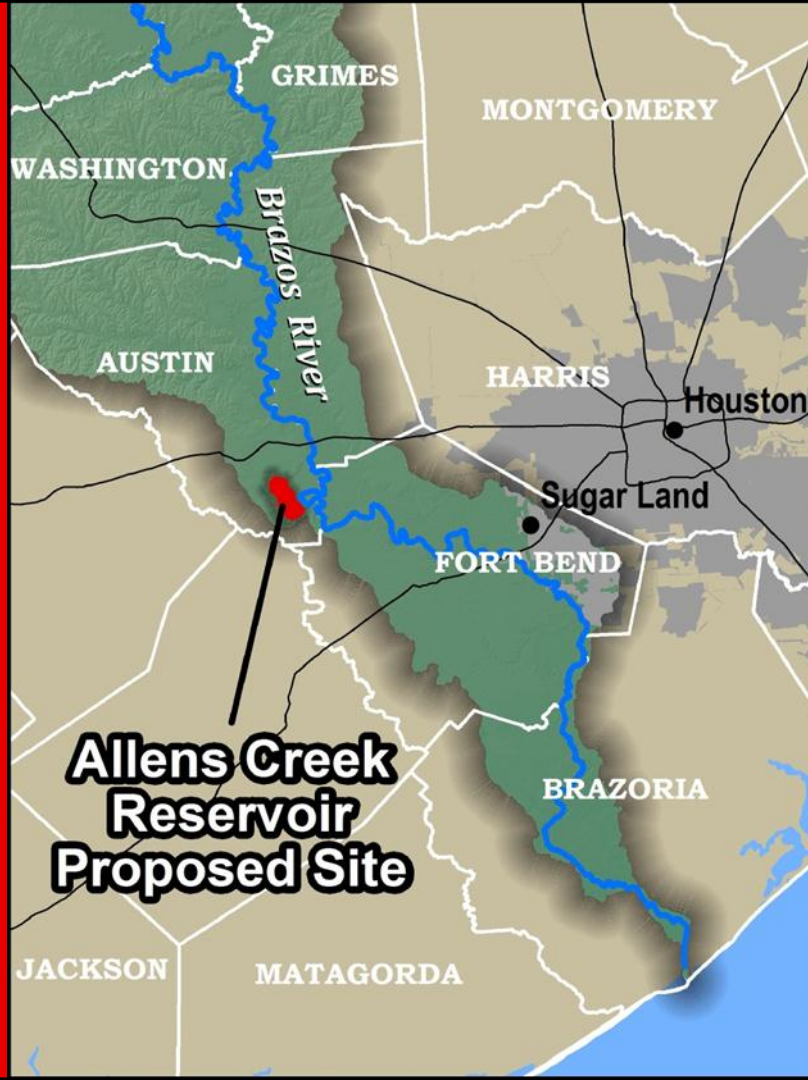 GRIMES
MONTGOMERY
WASHINGTON
Brazos River
AUSTIN
HARRIS
Houston
Sugar Land
FORT BEND
Allens Creek
Reservoir
Proposed Site
BRAZORIA
JACKSON
MATAGORDA